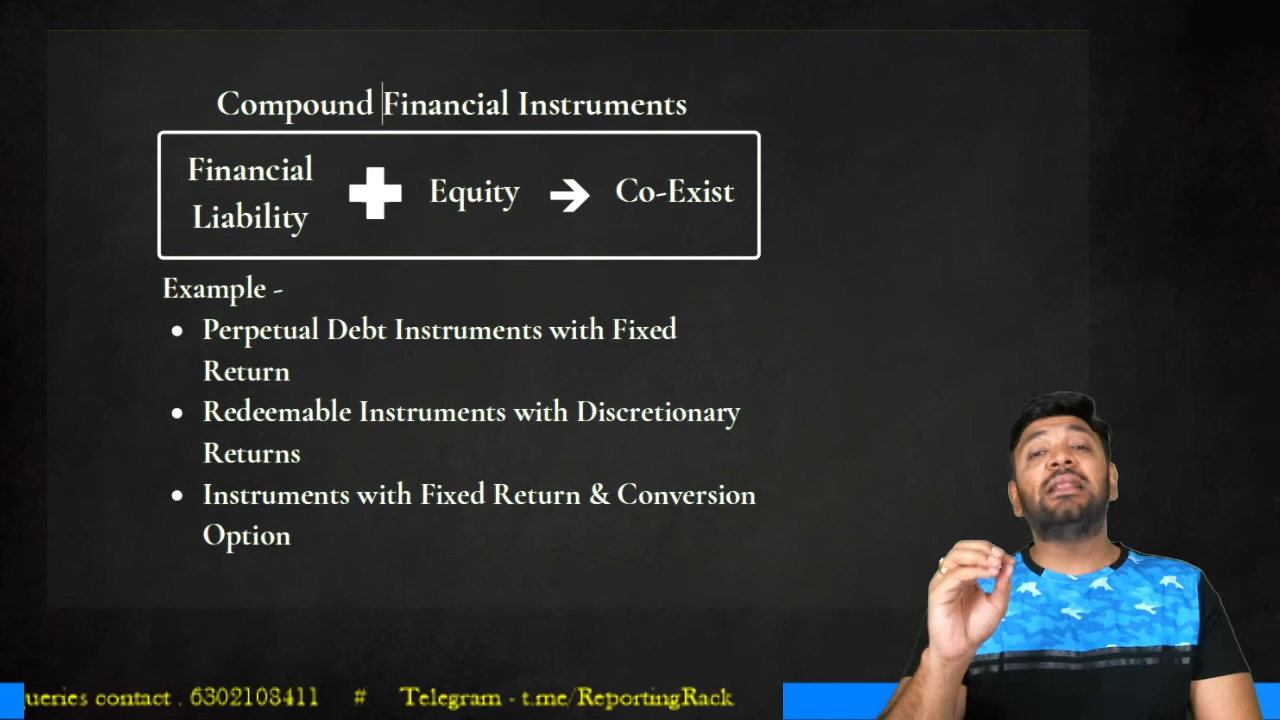 Compound Financial Instruments
Financial
Liability
Equity
Co-Exist
Example -
Perpetual Debt Instruments with Fixed
Return
Redeemable Instruments with Discretionary
Returns
Instruments with Fixed Return & Conversion
Option
queries contact . 6302108411 # Telegram - t.me/ReportingRack